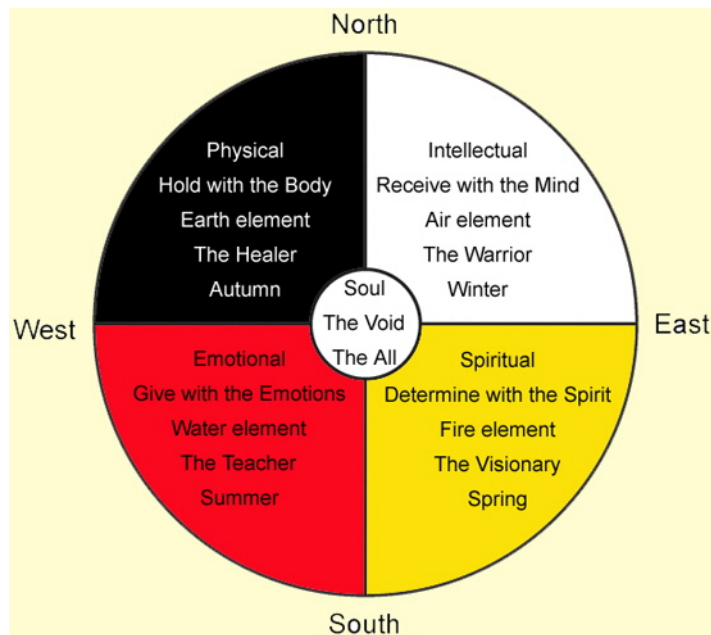 North
Physical
Hold with the Body
Earth element
The Healer
Autumn
Intellectual
Receive with the Mind
Air element
The Warrior
Winter
West
Soul
The Void
The All
East
Emotional
Give with the Emotions
Water element
The Teacher
Summer
Spiritual
Determine with the Spirit
Fire element
The Visionary
Spring
South